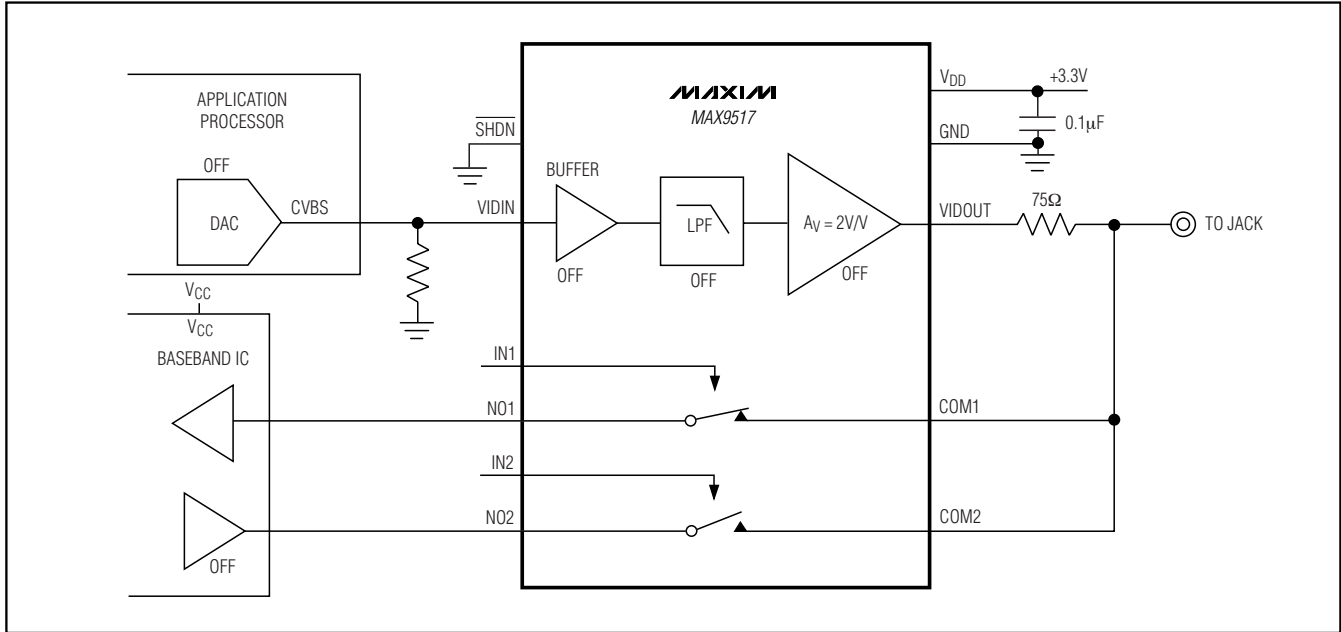 APPLICATION
PROCESSOR
OFF
DAC
CVBS
VCC
VCC
BASEBAND IC
OFF
SHDN
VIDIN
IN1
NO1
IN2
NO2
MAXIM
MAX9517
BUFFER
OFF
LPF
OFF
AV = 2V/V
OFF
VDD
+3.3V
0.1μF
GND
VIDOUT
75Ω
TO JACK
COM1
COM2